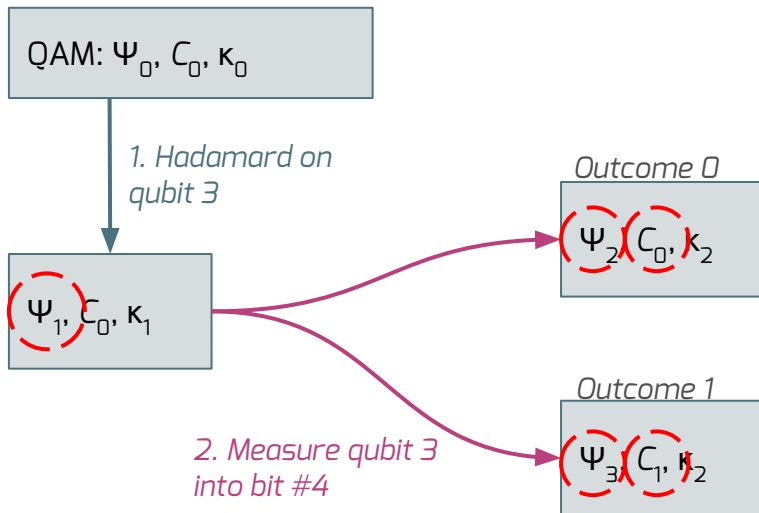 QAM: Ψ₀, C₀, κ₀
1. Hadamard on
qubit 3
Ψ₁, C₀, κ₁
Outcome 0
Ψ₂, C₀, κ₂
2. Measure qubit 3
into bit #4
Outcome 1
Ψ₃, C₁, κ₂